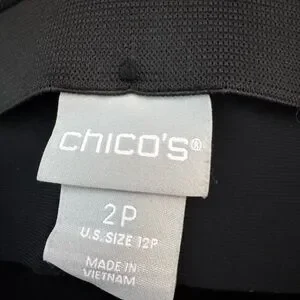 chico's®
2P
U.S. SIZE 12P
MADE IN
VIETNAM